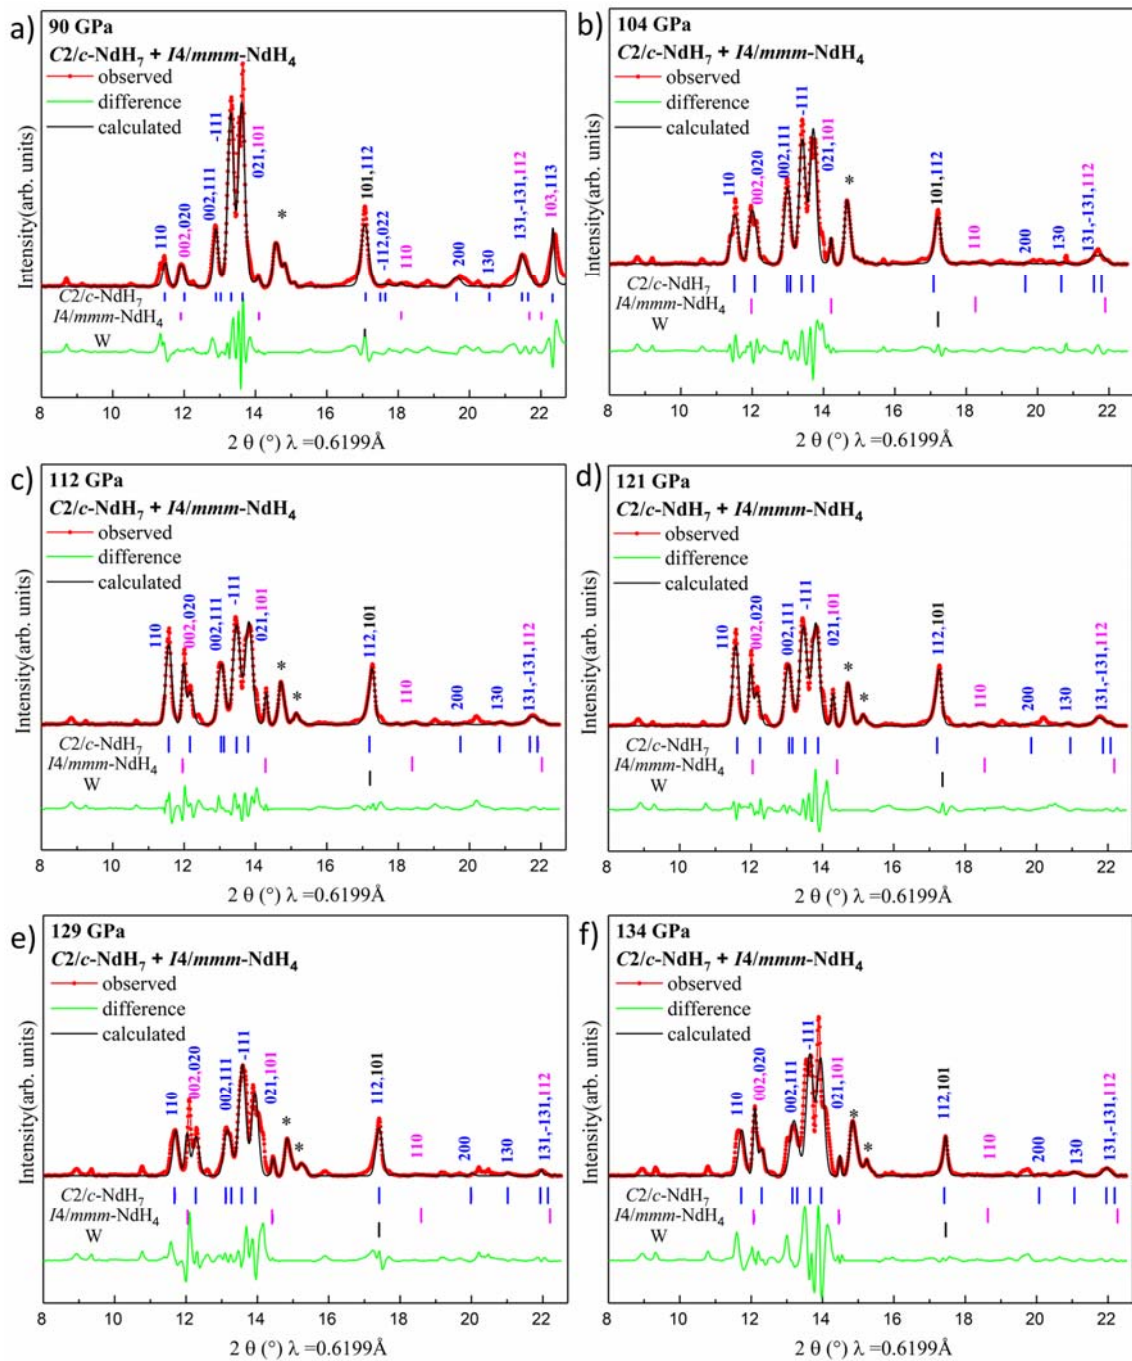 a)
90 GPa
C2/c-NdH7 + I4/mmm-NdH4
observed
difference
calculated
110
002,020
002,111
-111
021,101
*
101,112
-112,022
110
200
130
131,-131,112
103,113
Intensity(arb. units)
C2/c-NdH7
I4/mmm-NdH4
W
8 10 12 14 16 18 20 22
2 θ (°) λ =0.6199Å
b)
104 GPa
C2/c-NdH7 + I4/mmm-NdH4
observed
difference
calculated
110
002,020
002,111
-111
021,101
*
101,112
110
200
130
131,-131,112
Intensity(arb. units)
C2/c-NdH7
I4/mmm-NdH4
W
8 10 12 14 16 18 20 22
2 θ (°) λ =0.6199Å
c)
112 GPa
C2/c-NdH7 + I4/mmm-NdH4
observed
difference
calculated
110
002,020
002,111
-111
021,101
*
*
112,101
110
200
130
131,-131,112
Intensity(arb. units)
C2/c-NdH7
I4/mmm-NdH4
W
8 10 12 14 16 18 20 22
2 θ (°) λ =0.6199Å
d)
121 GPa
C2/c-NdH7 + I4/mmm-NdH4
observed
difference
calculated
110
002,020
002,111
-111
021,101
*
*
112,101
110
200
130
131,-131,112
Intensity(arb. units)
C2/c-NdH7
I4/mmm-NdH4
W
8 10 12 14 16 18 20 22
2 θ (°) λ =0.6199Å
e)
129 GPa
C2/c-NdH7 + I4/mmm-NdH4
observed
difference
calculated
110
002,020
002,111
-111
021,101
*
*
112,101
110
200
130
131,-131,112
Intensity(arb. units)
C2/c-NdH7
I4/mmm-NdH4
W
8 10 12 14 16 18 20 22
2 θ (°) λ =0.6199Å
f)
134 GPa
C2/c-NdH7 + I4/mmm-NdH4
observed
difference
calculated
110
002,020
002,111
-111
021,101
*
*
112,101
110
200
130
131,-131,112
Intensity(arb. units)
C2/c-NdH7
I4/mmm-NdH4
W
8 10 12 14 16 18 20 22
2 θ (°) λ =0.6199Å